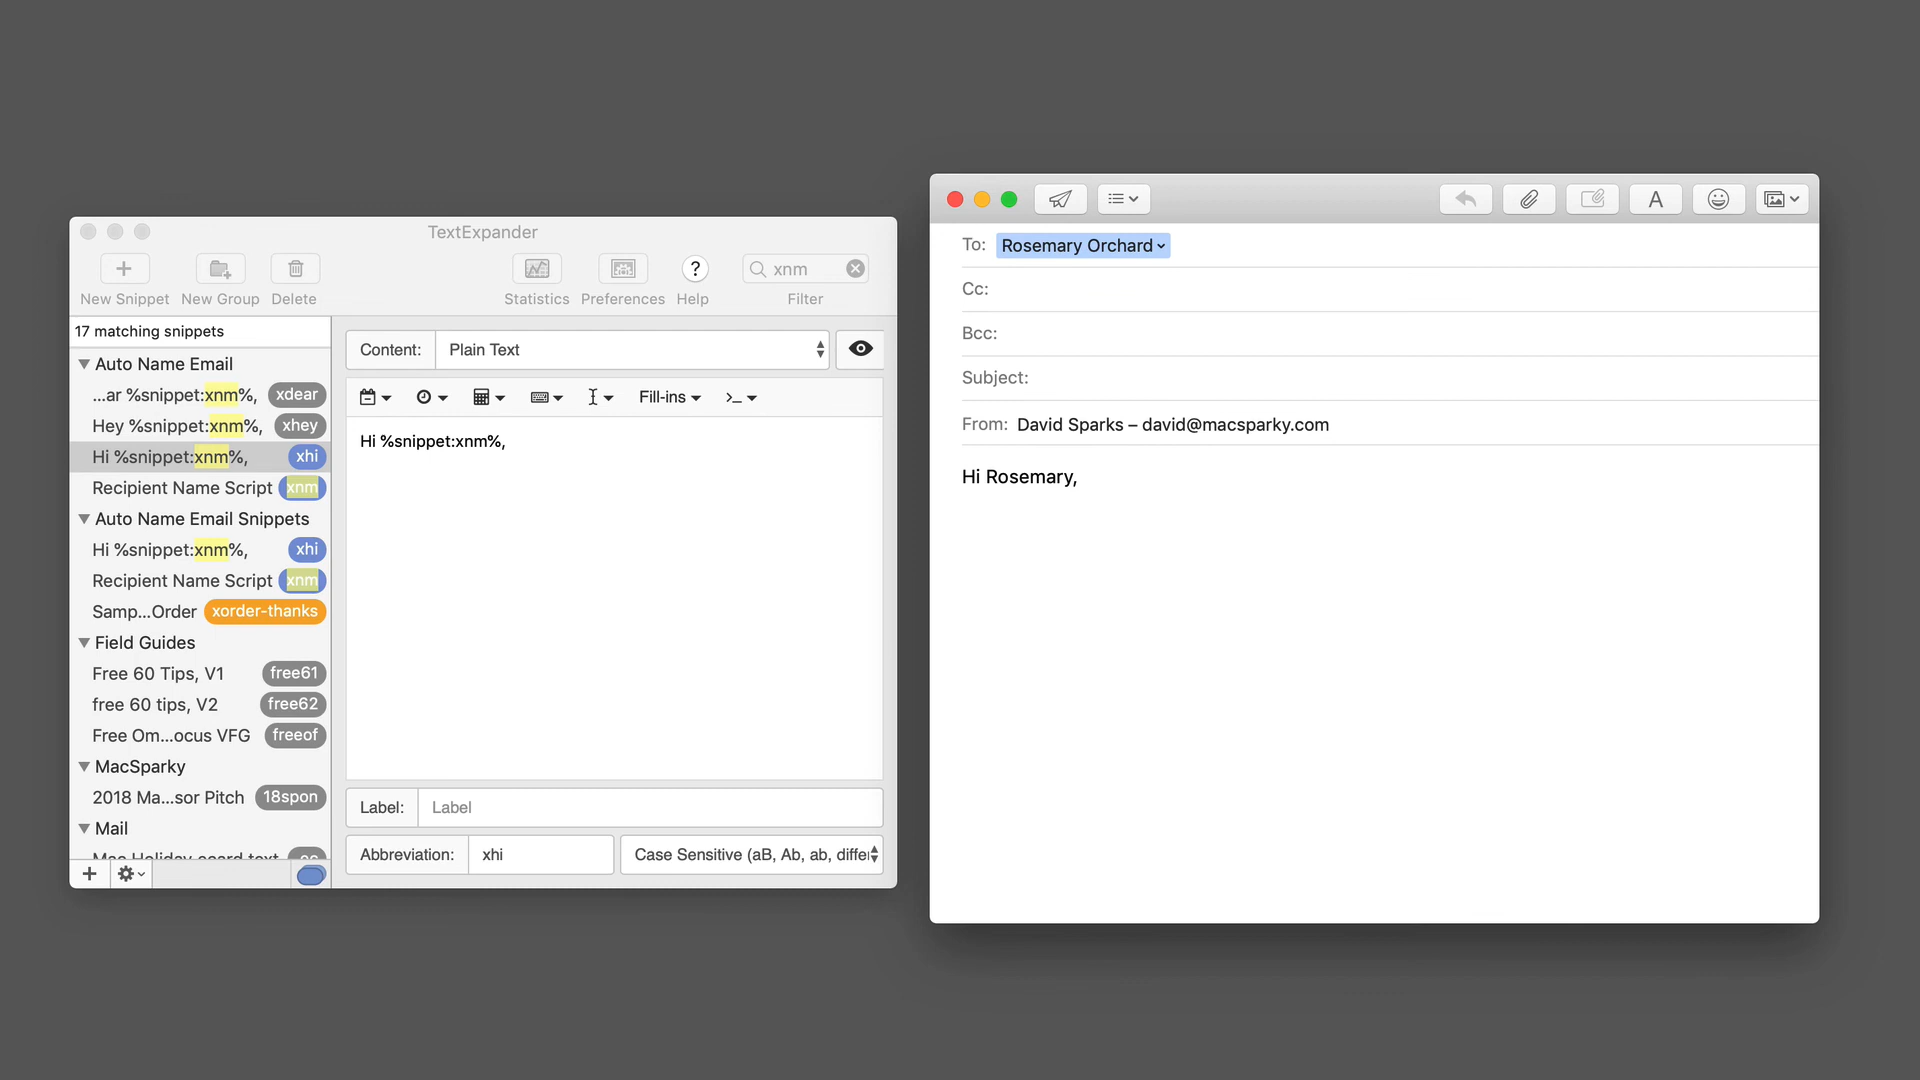 TextExpander
New Snippet
New Group
Delete
Statistics
Preferences
?
Help
xnm
Filter
17 matching snippets
Auto Name Email
...ar %snippet:xnm%, xdear
Hey %snippet:xnm%, xhey
Hi %snippet:xnm%, xhi
Recipient Name Script xnm
Auto Name Email Snippets
Hi %snippet:xnm%, xhi
Recipient Name Script xnm
Samp...Order xorder-thanks
Field Guides
Free 60 Tips, V1 free61
free 60 tips, V2 free62
Free Om...ocus VFG freeof
MacSparky
2018 Ma...sor Pitch 18spon
Mail
Content: Plain Text
Fill-ins
Hi %snippet:xnm%,
Label: Label
Abbreviation: xhi
Case Sensitive (aB, Ab, ab, differ
A
To: Rosemary Orchard
Cc:
Bcc:
Subject:
From: David Sparks – david@macsparky.com
Hi Rosemary,